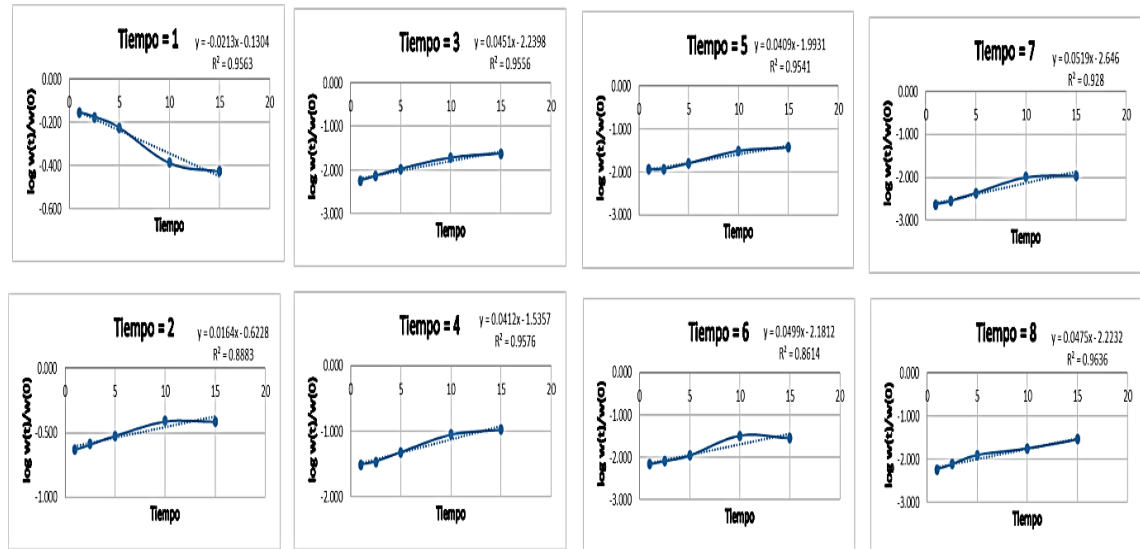 Tiempo = 1
y = -0.0213x - 0.1304
R² = 0.9563
0.000
0 5 10 15 20
-0.200
-0.400
-0.600
log w(t)/w(0)
Tiempo
Tiempo = 3
y = 0.0451x - 2.2398
R² = 0.9556
0.000
0 5 10 15 20
-1.000
-2.000
-3.000
log w(t)/w(0)
Tiempo
Tiempo = 5
y = 0.0409x - 1.9931
R² = 0.9541
0.000
0 5 10 15 20
-1.000
-2.000
-3.000
log w(t)/w(0)
Tiempo
Tiempo = 7
y = 0.0519x - 2.646
R² = 0.928
0.000
0 5 10 15 20
-1.000
-2.000
-3.000
log w(t)/w(0)
Tiempo
Tiempo = 2
y = 0.0164x - 0.6228
R² = 0.8883
0.000
0 5 10 15 20
-0.500
-1.000
log w(t)/w(0)
Tiempo
Tiempo = 4
y = 0.0412x - 1.5357
R² = 0.9576
0.000
0 5 10 15 20
-1.000
-2.000
log w(t)/w(0)
Tiempo
Tiempo = 6
y = 0.0499x - 2.1812
R² = 0.8614
0.000
0 5 10 15 20
-1.000
-2.000
-3.000
log w(t)/w(0)
Tiempo
Tiempo = 8
y = 0.0475x - 2.2232
R² = 0.9636
0.000
0 5 10 15 20
-1.000
-2.000
-3.000
log w(t)/w(0)
Tiempo